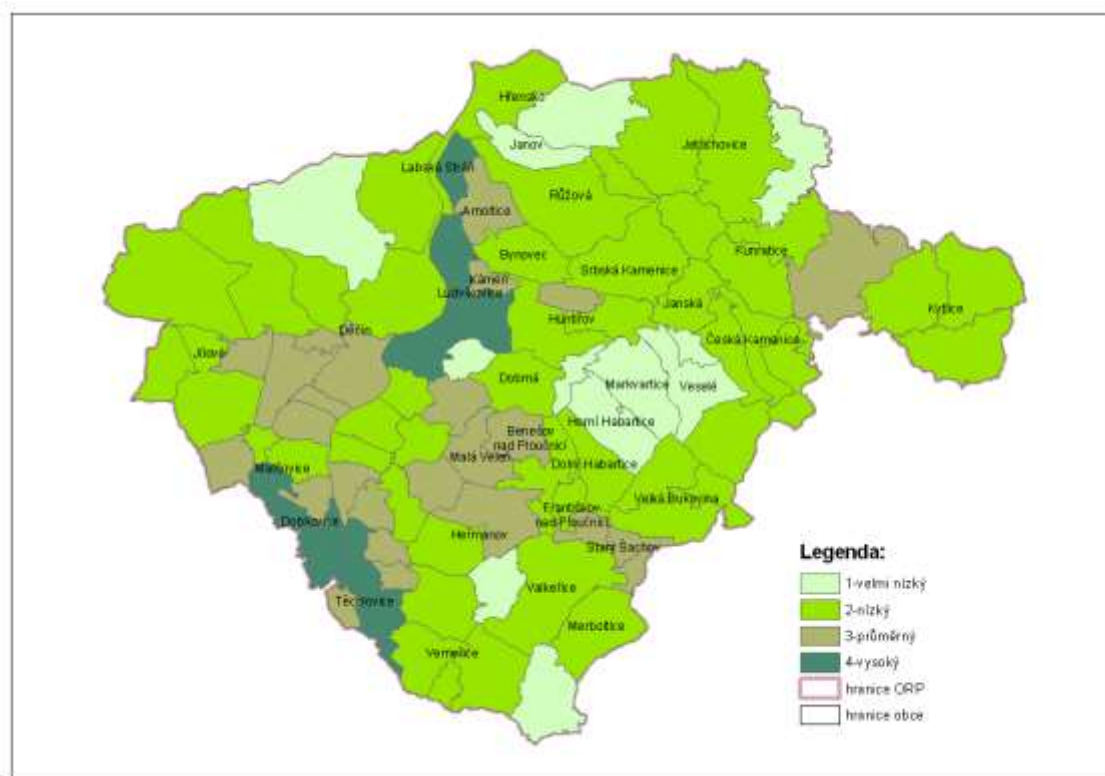 Hřensko
Janov
Jetřichovice
Labská Stráň
Růžová
Arnoltice
Bynovec
Kunratice
Srbská Kamenice
Kámen
Ludvíkovice
Janská
Kytlice
Huntířov
Děčín
Česká Kamenice
Jílové
Markvartice
Dobrná
Veselé
Horní Habartice
Benešov
nad Ploučnicí
Malá Veleň
Dolní Habartice
Malšovice
Velká Bukovina
Františkov
nad Ploučnicí
Dobkovice
Heřmanov
Starý Šachov
Valkeřice
Těchlovice
Merboltice
Verneřice
Legenda:
1-velmi nízký
2-nízký
3-průměrný
4-vysoký
hranice ORP
hranice obce